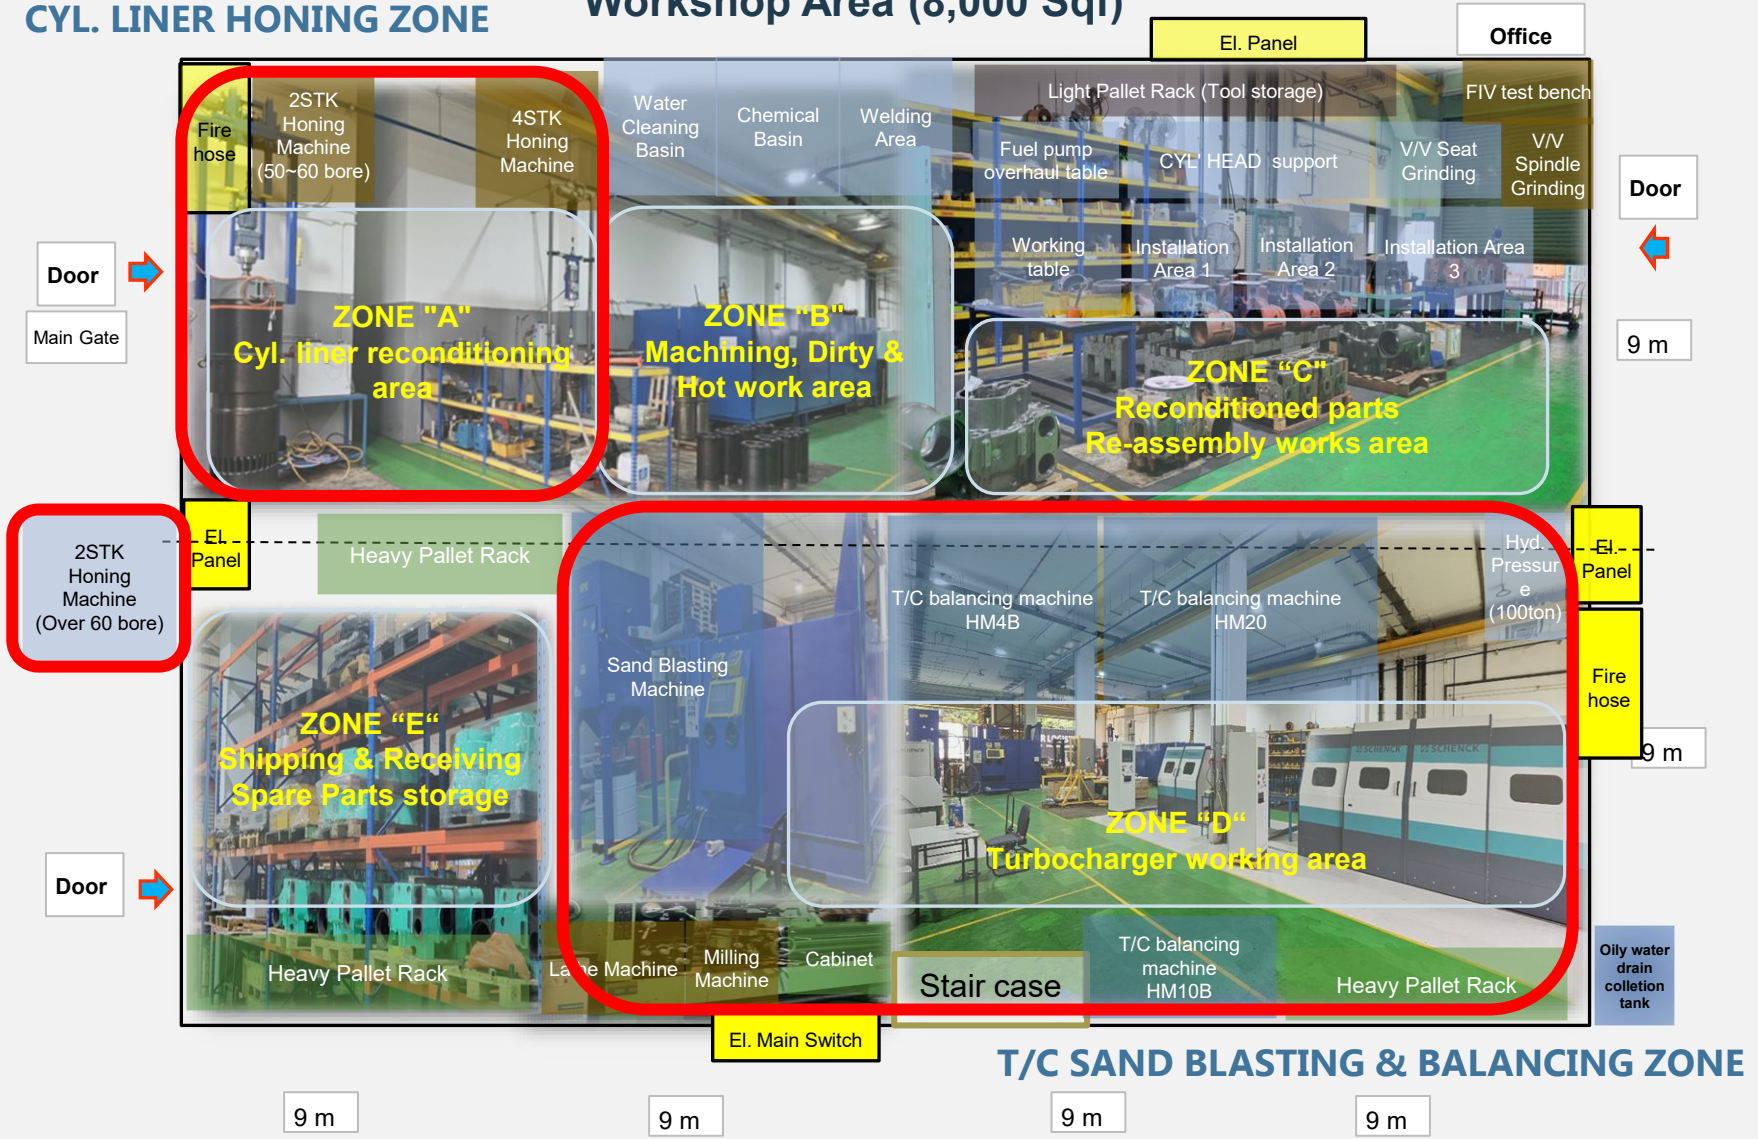 CYL. LINER HONING ZONE
Workshop Area (8,000 Sqf)
El. Panel
Office
Fire
hose
2STK
Honing
Machine
(50~60 bore)
4STK
Honing
Machine
Water
Cleaning
Basin
Chemical
Basin
Welding
Area
Light Pallet Rack (Tool storage)
FIV test bench
Fuel pump
overhaul table
CYL' HEAD support
V/V Seat
Grinding
V/V
Spindle
Grinding
Door
Door
Main Gate
Working
table
Installation
Area 1
Installation
Area 2
Installation Area
3
ZONE "A"
Cyl. liner reconditioning
area
ZONE “B"
Machining, Dirty &
Hot work area
ZONE “C"
Reconditioned parts
Re-assembly works area
9 m
2STK
Honing
Machine
(Over 60 bore)
El.
Panel
Heavy Pallet Rack
Sand Blasting
Machine
T/C balancing machine
HM4B
T/C balancing machine
HM20
Hyd.
Pressur
e
(100ton)
El.
Panel
Fire
hose
9 m
ZONE “E“
Shipping & Receiving
Spare Parts storage
SCHENCK
SCHENCK
ZONE “D“
Turbocharger working area
Door
Heavy Pallet Rack
Lathe Machine
Milling
Machine
Cabinet
Stair case
T/C balancing
machine
HM10B
Heavy Pallet Rack
Oily water
drain
colletion
tank
El. Main Switch
T/C SAND BLASTING & BALANCING ZONE
9 m
9 m
9 m
9 m